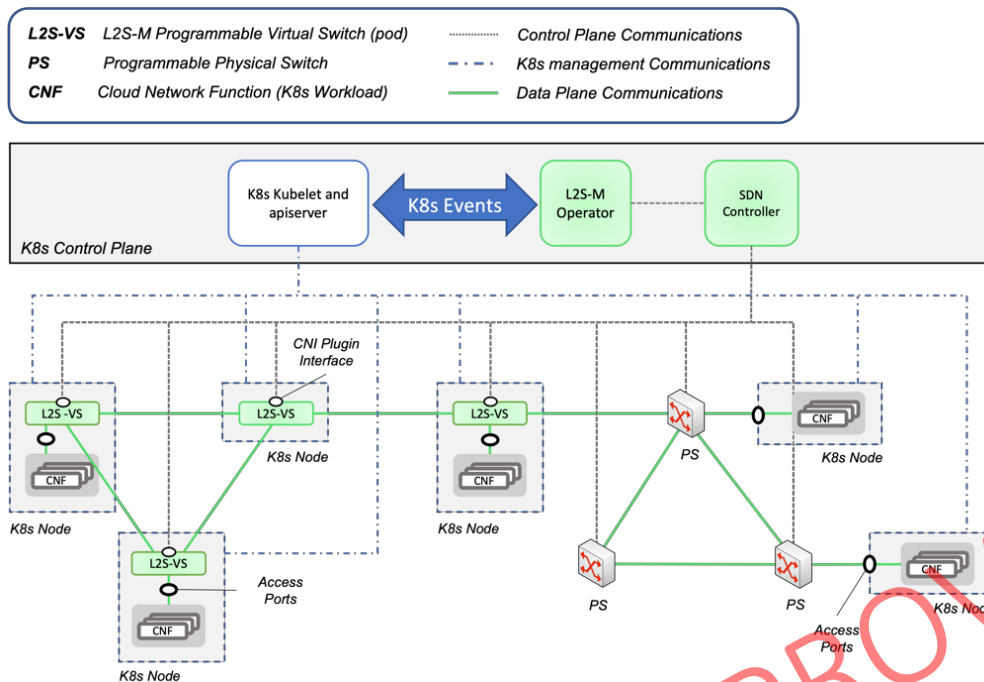 L2S-VS L2S-M Programmable Virtual Switch (pod)
Control Plane Communications
PS Programmable Physical Switch
K8s management Communications
CNF Cloud Network Function (K8s Workload)
Data Plane Communications
K8s Kubelet and
apiserver
K8s Events
L2S-M
Operator
SDN
Controller
K8s Control Plane
CNI Plugin
Interface
L2S -VS
L2S-VS
L2S-VS
CNF
K8s Node
K8s Node
CNF
K8s Node
PS
CNF
K8s Node
L2S-VS
Access
Ports
CNF
K8s Node
PS
PS
CNF
K8s Node
Access
Ports